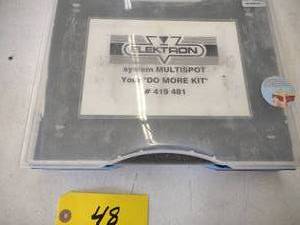 ELEKTRON
system MULTISPOT
Your "DO MORE KIT"
# 419 481
48